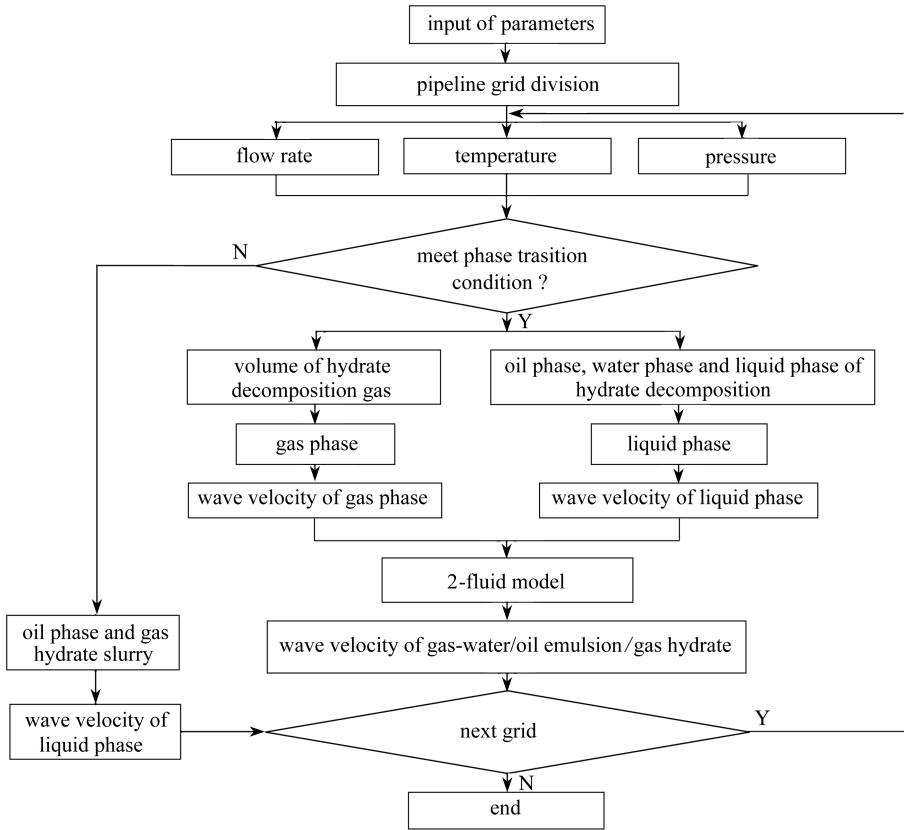 input of parameters
pipeline grid division
flow rate
temperature
pressure
N
meet phase trasition
condition ?
Y
volume of hydrate
decomposition gas
oil phase, water phase and liquid phase of
hydrate decomposition
gas phase
liquid phase
wave velocity of gas phase
wave velocity of liquid phase
2-fluid model
oil phase and gas
hydrate slurry
wave velocity of gas-water/oil emulsion/gas hydrate
wave velocity of
liquid phase
next grid
Y
N
end